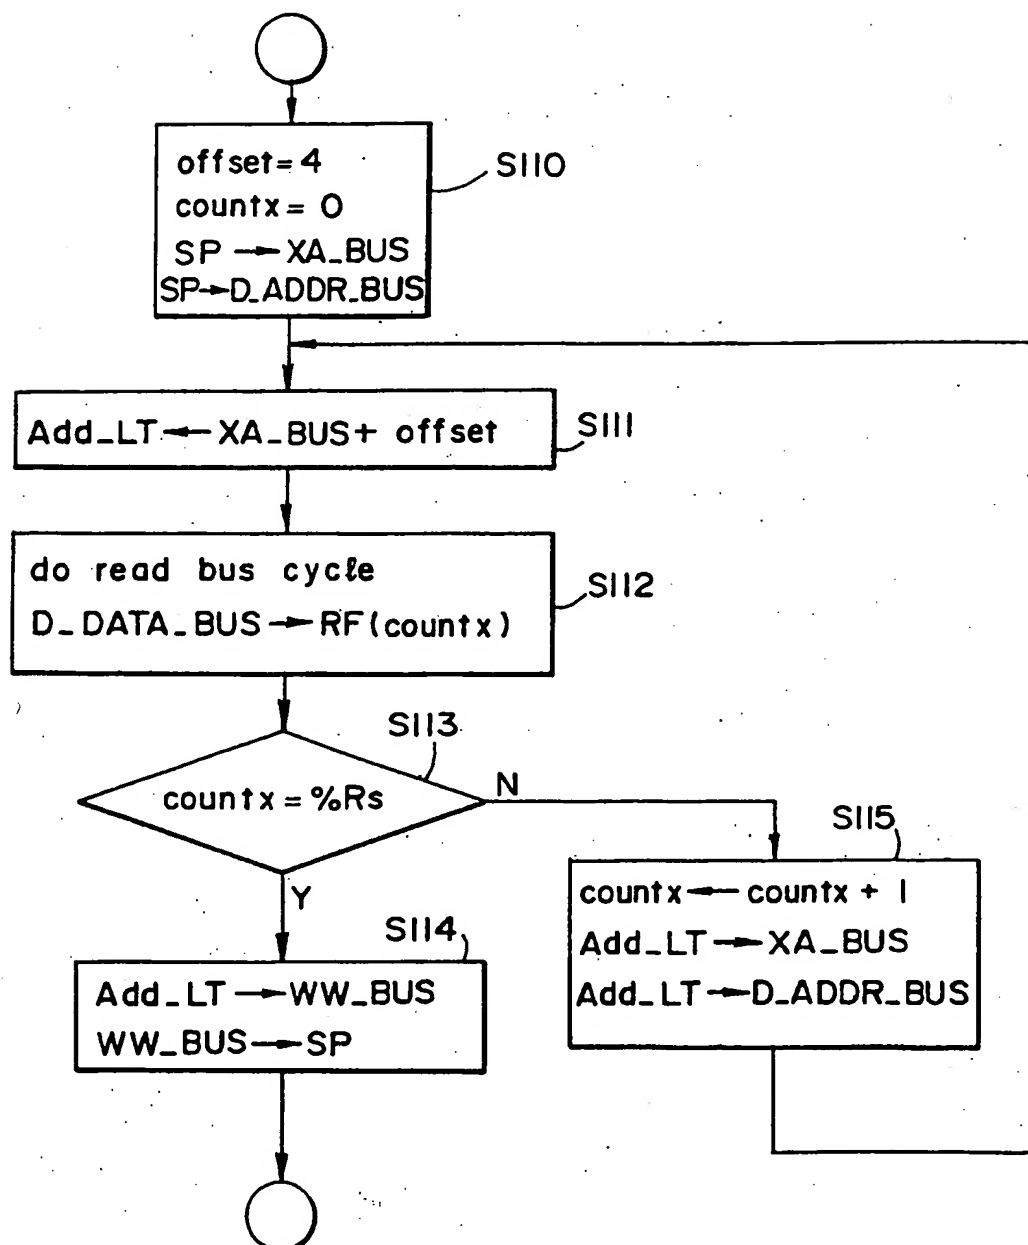 offset= 4
countx= 0
SP → XA_BUS
SP→D_ADDR_BUS
S110
Add_LT ← XA_BUS+ offset
S111
do read bus cycle
D_DATA_BUS → RF(countx)
S112
S113
countx = %Rs
N
Y
S114
Add_LT → WW_BUS
WW_BUS → SP
S115
countx ← countx + 1
Add_LT → XA_BUS
Add_LT → D_ADDR_BUS